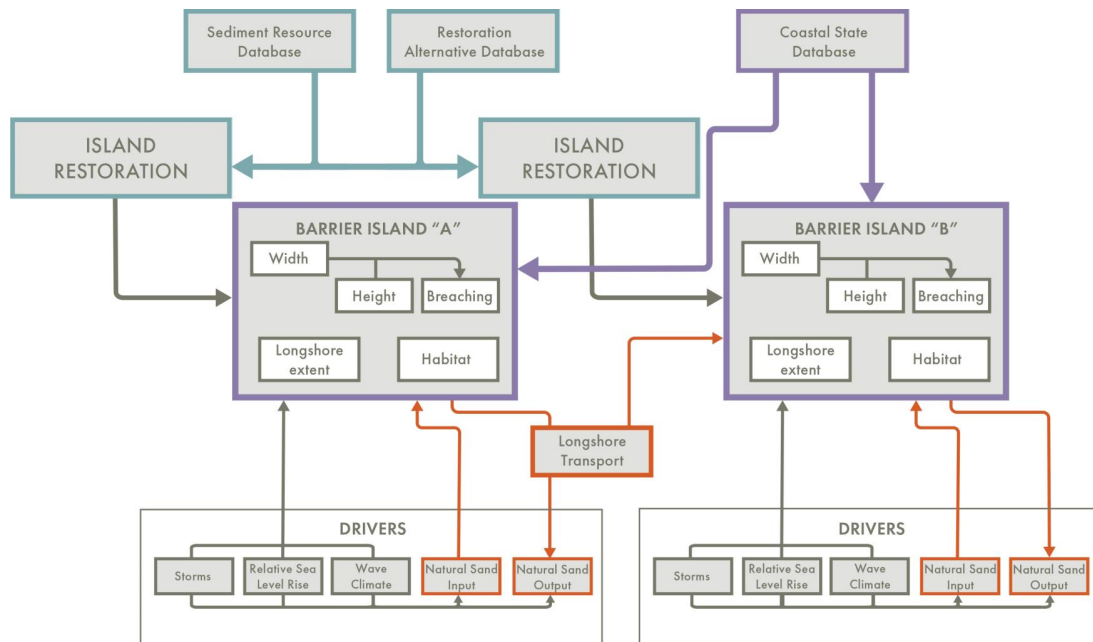 Sediment Resource
Database
Restoration
Alternative Database
Coastal State
Database
ISLAND
RESTORATION
ISLAND
RESTORATION
BARRIER ISLAND "A"
Width
Height
Breaching
Longshore
extent
Habitat
BARRIER ISLAND "B"
Width
Height
Breaching
Longshore
extent
Habitat
Longshore
Transport
DRIVERS
Storms
Relative Sea
Level Rise
Wave
Climate
Natural Sand
Input
Natural Sand
Output
DRIVERS
Storms
Relative Sea
Level Rise
Wave
Climate
Natural Sand
Input
Natural Sand
Output